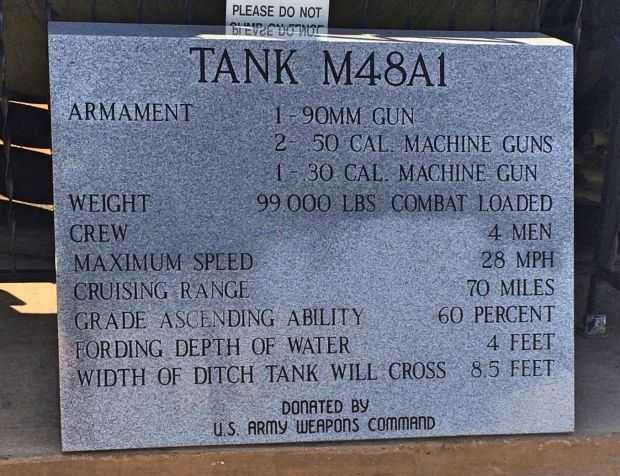 PLEASE DO NOT
TANK M48A1
ARMAMENT 1-90MM GUN
2- .50 CAL. MACHINE GUNS
1-.30 CAL. MACHINE GUN
WEIGHT 99,000 LBS. COMBAT LOADED
CREW 4 MEN
MAXIMUM SPEED 28 MPH
CRUISING RANGE 70 MILES
GRADE ASCENDING ABILITY 60 PERCENT
FORDING DEPTH OF WATER 4 FEET
WIDTH OF DITCH TANK WILL CROSS 8.5 FEET
DONATED BY
U.S. ARMY WEAPONS COMMAND